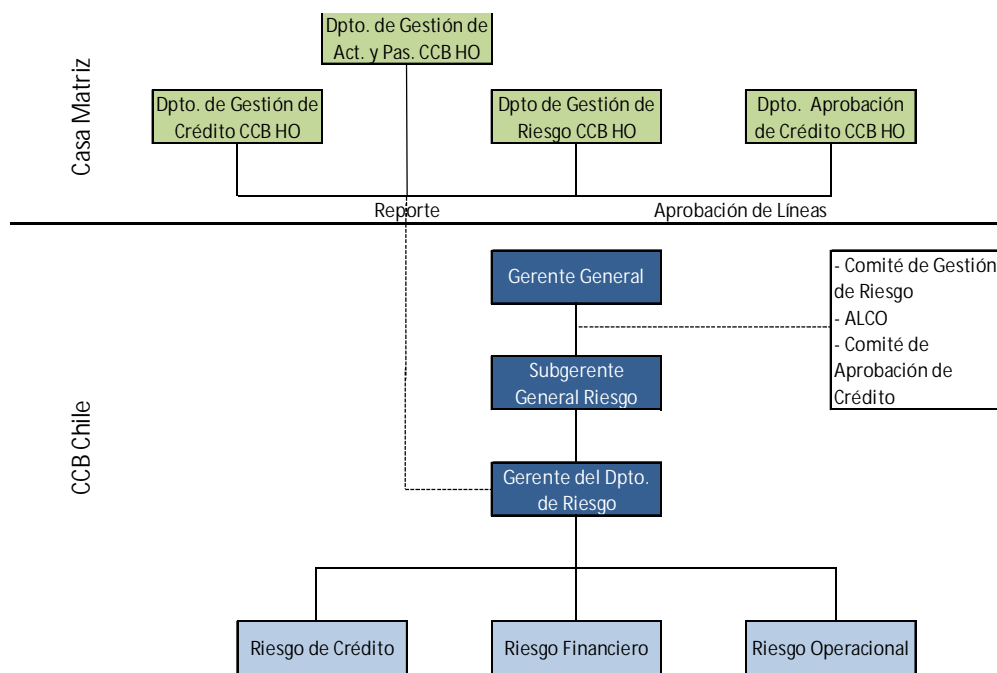 Casa Matriz
Dpto. de Gestión de
Act. y Pas. CCB HO
Dpto. de Gestión de
Crédito CCB HO
Dpto de Gestión de
Riesgo CCB HO
Dpto. Aprobación
de Crédito CCB HO
Reporte
Aprobación de Líneas
CCB Chile
Gerente General
- Comité de Gestión
de Riesgo
- ALCO
- Comité de
Aprobación de
Crédito
Subgerente
General Riesgo
Gerente del Dpto.
de Riesgo
Riesgo de Crédito
Riesgo Financiero
Riesgo Operacional